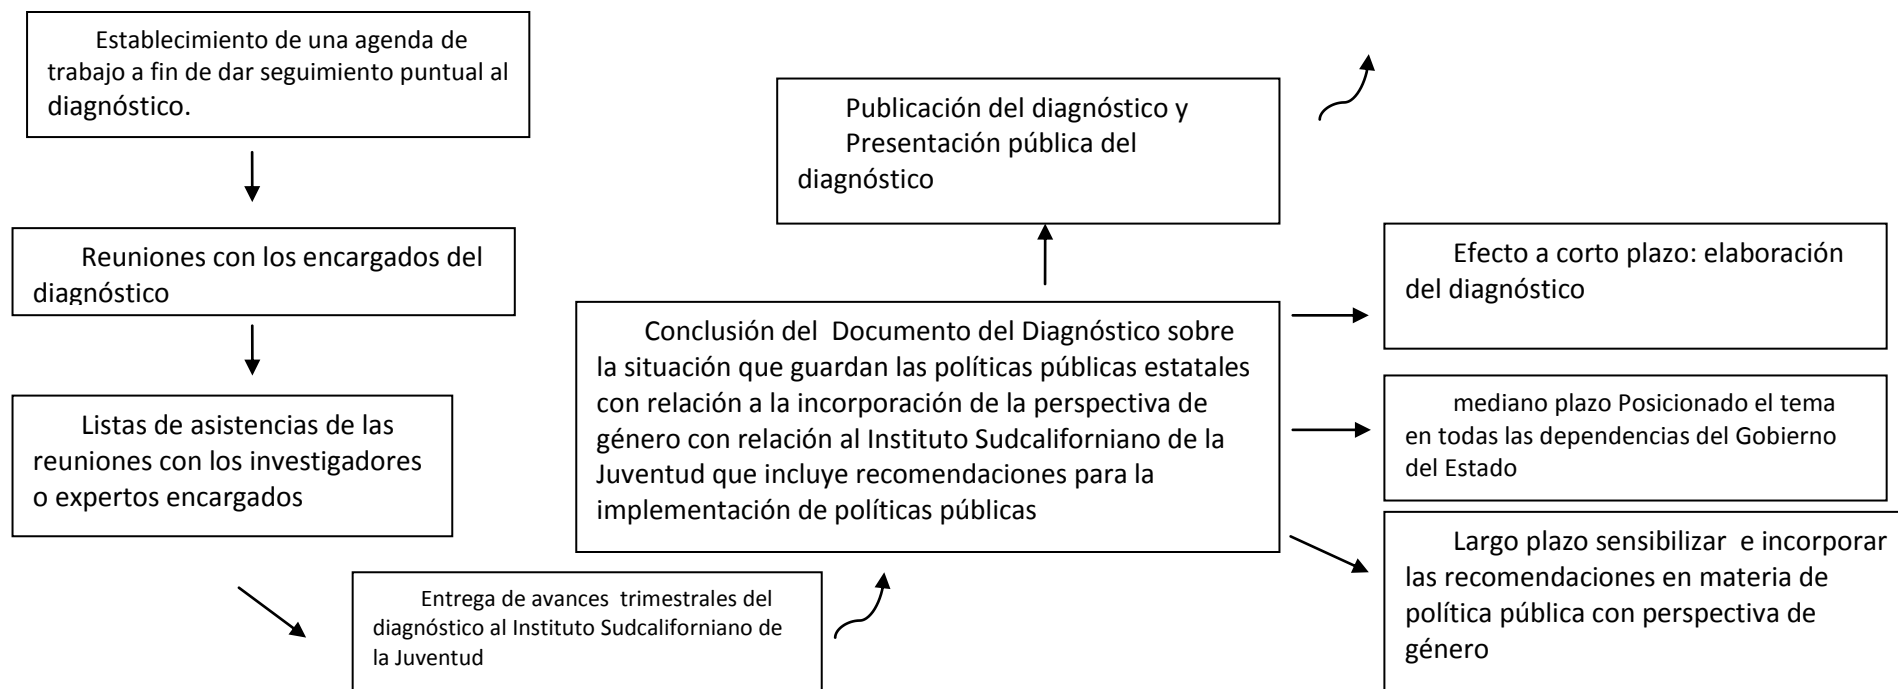 Establecimiento de una agenda de
trabajo a fin de dar seguimiento puntual al
diagnóstico.
Reuniones con los encargados del
diagnóstico
Listas de asistencias de las
reuniones con los investigadores
o expertos encargados
Entrega de avances trimestrales del
diagnóstico al Instituto Sudcaliforniano de
la Juventud
Conclusión del Documento del Diagnóstico sobre
la situación que guardan las políticas públicas estatales
con relación a la incorporación de la perspectiva de
género con relación al Instituto Sudcaliforniano de la
Juventud que incluye recomendaciones para la
implementación de políticas públicas
Publicación del diagnóstico y
Presentación pública del
diagnóstico
Efecto a corto plazo: elaboración
del diagnóstico
mediano plazo Posicionado el tema
en todas las dependencias del Gobierno
del Estado
Largo plazo sensibilizar e incorporar
las recomendaciones en materia de
política pública con perspectiva de
género